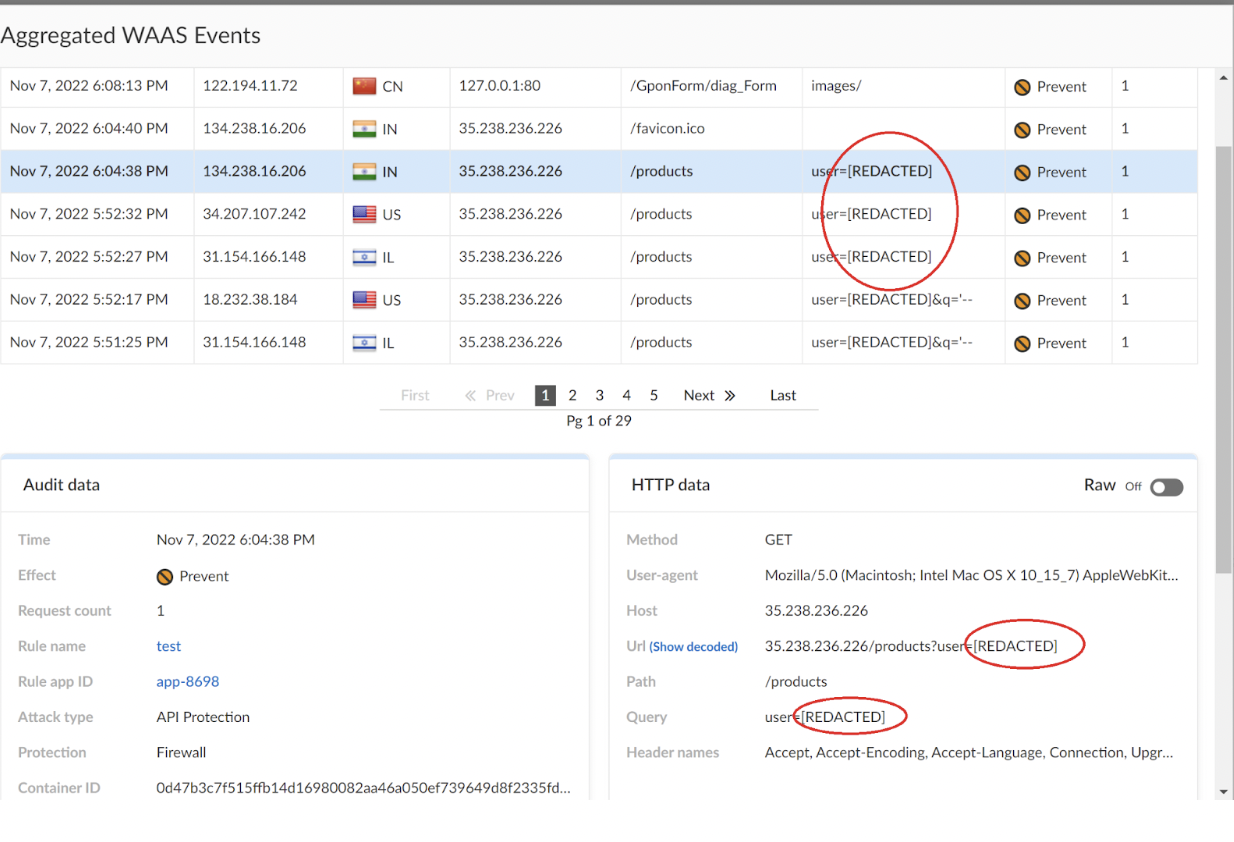 Aggregated WAAS Events
Nov 7, 2022 6:08:13 PM 122.194.11.72 CN 127.0.0.1:80 /GponForm/diag_Form images/ Prevent 1
Nov 7, 2022 6:04:40 PM 134.238.16.206 IN 35.238.236.226 /favicon.ico Prevent 1
Nov 7, 2022 6:04:38 PM 134.238.16.206 IN 35.238.236.226 /products user=[REDACTED] Prevent 1
Nov 7, 2022 5:52:32 PM 34.207.107.242 US 35.238.236.226 /products user=[REDACTED] Prevent 1
Nov 7, 2022 5:52:27 PM 31.154.166.148 IL 35.238.236.226 /products user=[REDACTED] Prevent 1
Nov 7, 2022 5:52:17 PM 18.232.38.184 US 35.238.236.226 /products user=[REDACTED]&q='-- Prevent 1
Nov 7, 2022 5:51:25 PM 31.154.166.148 IL 35.238.236.226 /products user=[REDACTED]&q='-- Prevent 1
First « Prev 1 2 3 4 5 Next » Last
Pg 1 of 29
Audit data
Time Nov 7, 2022 6:04:38 PM
Effect Prevent
Request count 1
Rule name test
Rule app ID app-8698
Attack type API Protection
Protection Firewall
Container ID 0d47b3c7f515ffb14d16980082aa46a050ef739649d8f2335fd...
HTTP data Raw Off
Method GET
User-agent Mozilla/5.0 (Macintosh; Intel Mac OS X 10_15_7) AppleWebKit...
Host 35.238.236.226
Url (Show decoded) 35.238.236.226/products?user=[REDACTED]
Path /products
Query user=[REDACTED]
Header names Accept, Accept-Encoding, Accept-Language, Connection, Upgr...